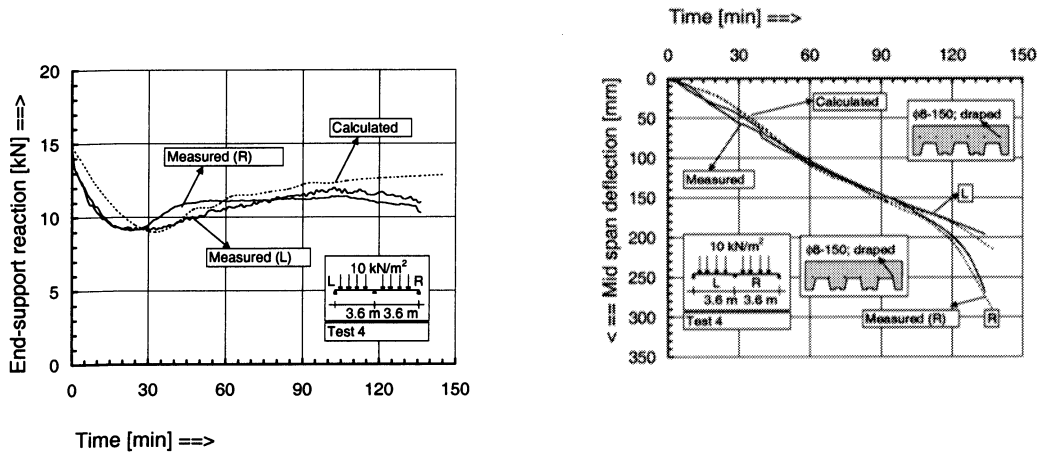 End-support reaction [kN] ==>
20
15
10
5
0
Calculated
Measured (R)
Measured (L)
10 kN/m²
L R
3.6 m 3.6 m
Test 4
0 30 60 90 120 150
Time [min] ==>
Time [min] ==>
0 30 60 90 120 150
< == Mid span deflection [mm]
0
50
100
150
200
250
300
350
Calculated
ϕ8-150; draped
Measured
L
10 kN/m²
L R
3.6 m 3.6 m
Test 4
ϕ8-150; draped
Measured (R)
R